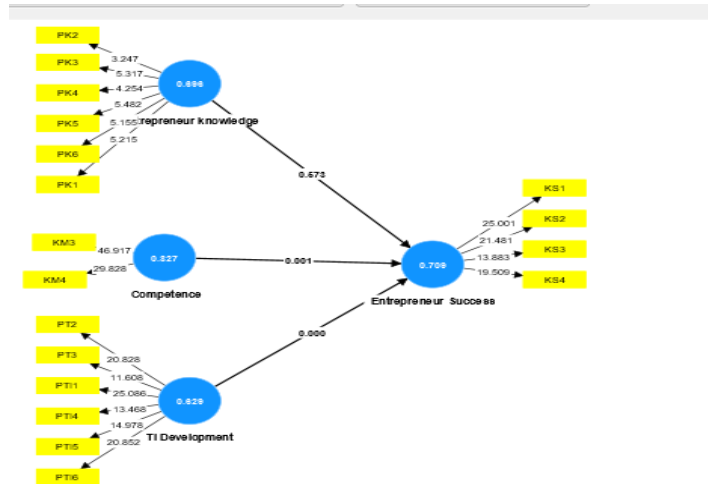 PK2
PK3
PK4
PK5
PK6
PK1
3.247
5.317
4.254
5.482
5.155
5.215
0.696
repreneur knowledge
0.573
KM3
KM4
46.917
29.828
0.827
Competence
0.001
PT2
PT3
PTI1
PTI4
PTI5
PTI6
20.828
11.608
25.086
13.468
14.978
20.852
0.629
TI Development
0.000
0.709
Entrepreneur Success
25.001
21.481
13.883
19.509
KS1
KS2
KS3
KS4